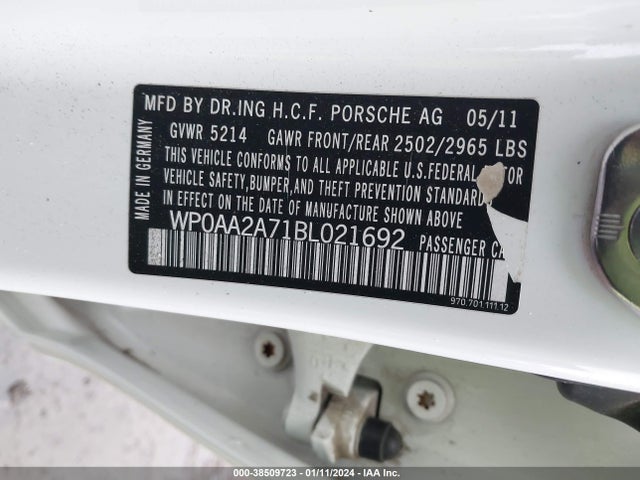 MFD BY DR.ING H.C.F. PORSCHE AG 05/11
GVWR 5214 GAWR FRONT/REAR 2502/2965 LBS
THIS VEHICLE CONFORMS TO ALL APPLICABLE U.S.FEDERAL
VEHICLE SAFETY, BUMPER, AND THEFT PREVENTION STANDARD
IN EFFECT ON THE DATE OF MANUFACTURE SHOWN ABOVE
WP0AA2A71BL021692 PASSENGER CA
MADE IN GERMANY
970.701.111.12
000-38509723 - 01/11/2024 - IAA Inc.